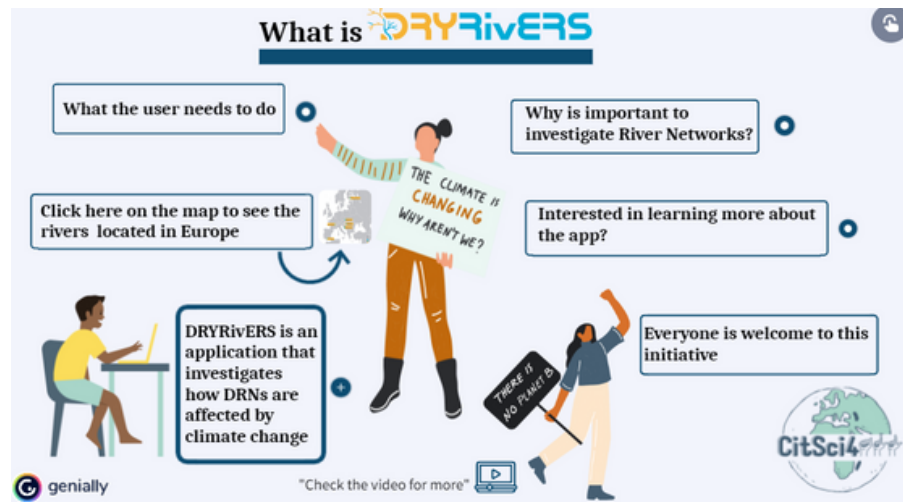 What is DRYRivERS
What the user needs to do
Why is important to
investigate River Networks?
THE CLIMATE IS
CHANGING
WHY AREN'T WE?
Click here on the map to see the
rivers located in Europe
Interested in learning more about
the app?
DRYRivERS is an
application that
investigates
how DRNs are
affected by
climate change
THERE IS
NO PLANET B
Everyone is welcome to this
initiative
CitSci4
genially
"Check the video for more"